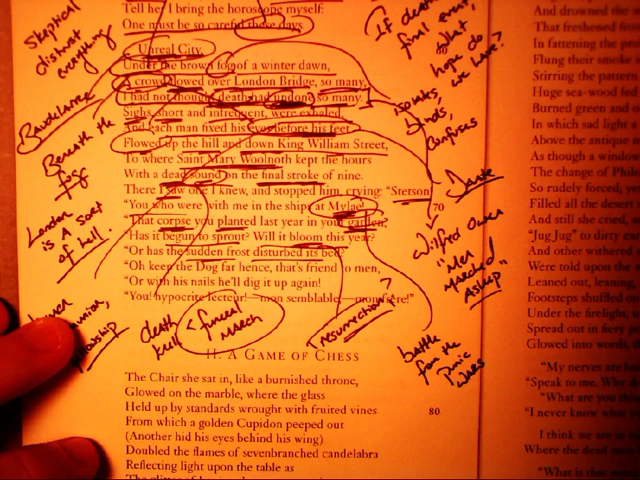 Tell he I bring the horoscope myself:
One must be so careful these days.
Unreal City,
Under the brown fog of a winter dawn,
A crowd flowed over London Bridge, so many,
I had not thought death had undone so many.
Sighs, short and infrequent, were exhaled,
And each man fixed his eyes before his feet.
Flowed up the hill and down King William Street,
To where Saint Mary Woolnoth kept the hours
With a dead sound on the final stroke of nine.
There I saw one I knew, and stopped him, crying: "Stetson!
"You who were with me in the ships at Mylae! 70
"That corpse you planted last year in your garden,
"Has it begun to sprout? Will it bloom this year?
"Or has the sudden frost disturbed its bed?
"Oh keep the Dog far hence, that's friend to men,
"Or with his nails he'll dig it up again!
"You! hypocrite lecteur!—mon semblable,—mon frère!"
II. A GAME OF CHESS
The Chair she sat in, like a burnished throne,
Glowed on the marble, where the glass
Held up by standards wrought with fruited vines 80
From which a golden Cupidon peeped out
(Another hid his eyes behind his wing)
Doubled the flames of sevenbranched candelabra
Reflecting light upon the table as
Skeptical
distrust
everything
Baudelaire
Beneath the
fog
London
is a sort
of hell.
death
knell
< funeral
march
resurrection?
If death
final even,
what
hope do
we have?
isolates,
blinds,
confuses
Dante
Wilfred Owen
"Men
marched
Asleep"
battle
from the
Punic
Wars
And drowned
That freshened
In fattening the
Flung their smoke
Stirring the pattern
Huge sea-wood fed
Burned green and
In which sad light a
Above the antique
As though a window
The change of Philo
So rudely forced; ye
Filled all the desert
And still she cried,
"Jug Jug" to dirty ear
And other withered
Were told upon the
Leaned out, leaning,
Footsteps shuffled o
Under the firelight,
Spread out in fiery
Glowed into words,
"My nerves are
"Speak to me. Why
"What are you
"I never know what
I think we are in
Where the dead
"What is that